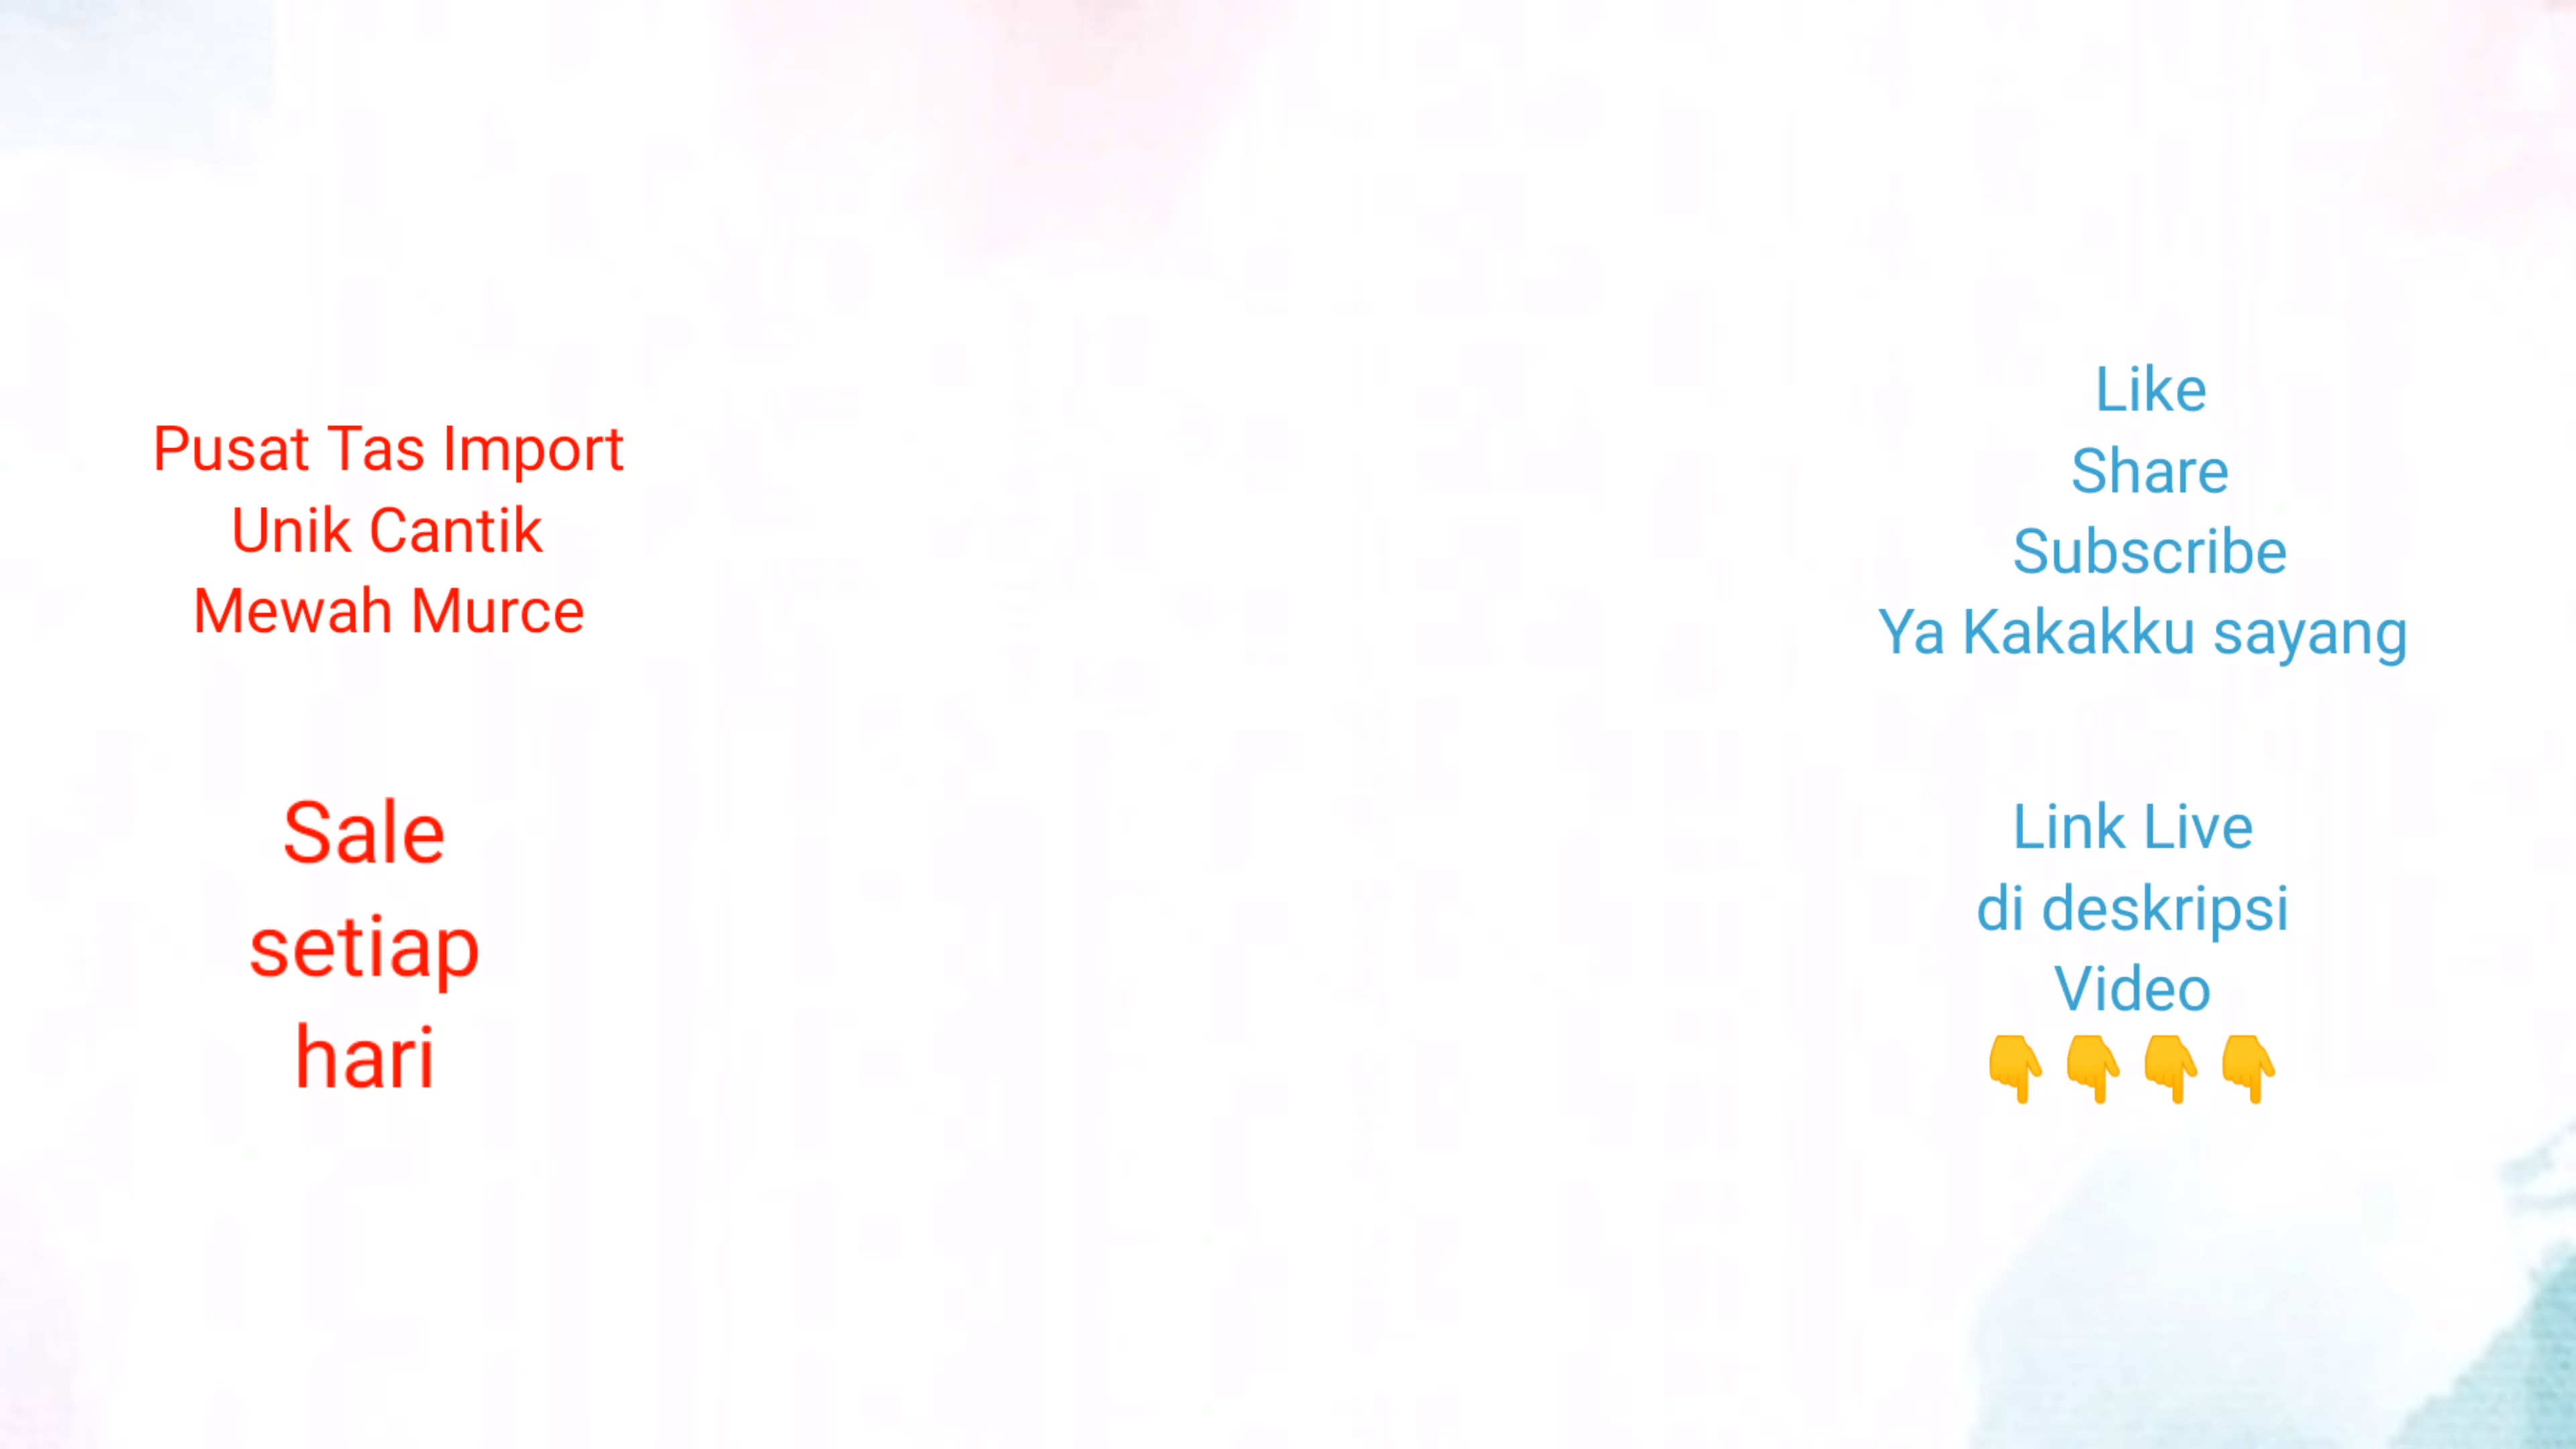 Pusat Tas Import
Unik Cantik
Mewah Murce
Sale
setiap
hari
Like
Share
Subscribe
Ya Kakakku sayang
Link Live
di deskripsi
Video
👇👇👇👇